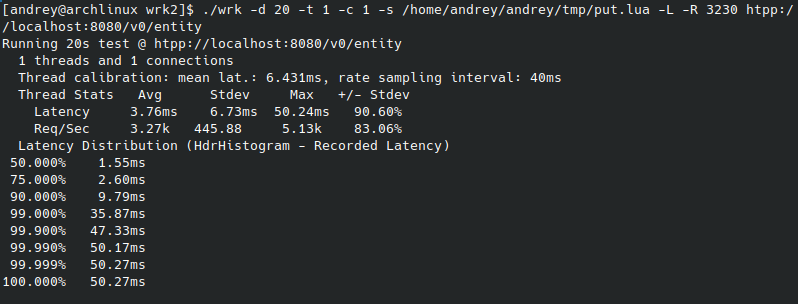 [andrey@archlinux wrk2]$ ./wrk -d 20 -t 1 -c 1 -s /home/andrey/andrey/tmp/put.lua -L -R 3230 htpp:/
/localhost:8080/v0/entity
Running 20s test @ htpp://localhost:8080/v0/entity
  1 threads and 1 connections
  Thread calibration: mean lat.: 6.431ms, rate sampling interval: 40ms
  Thread Stats   Avg      Stdev     Max   +/- Stdev
    Latency     3.76ms    6.73ms  50.24ms   90.60%
    Req/Sec     3.27k   445.88     5.13k    83.06%
  Latency Distribution (HdrHistogram - Recorded Latency)
 50.000%    1.55ms
 75.000%    2.60ms
 90.000%    9.79ms
 99.000%   35.87ms
 99.900%   47.33ms
 99.990%   50.17ms
 99.999%   50.27ms
100.000%   50.27ms